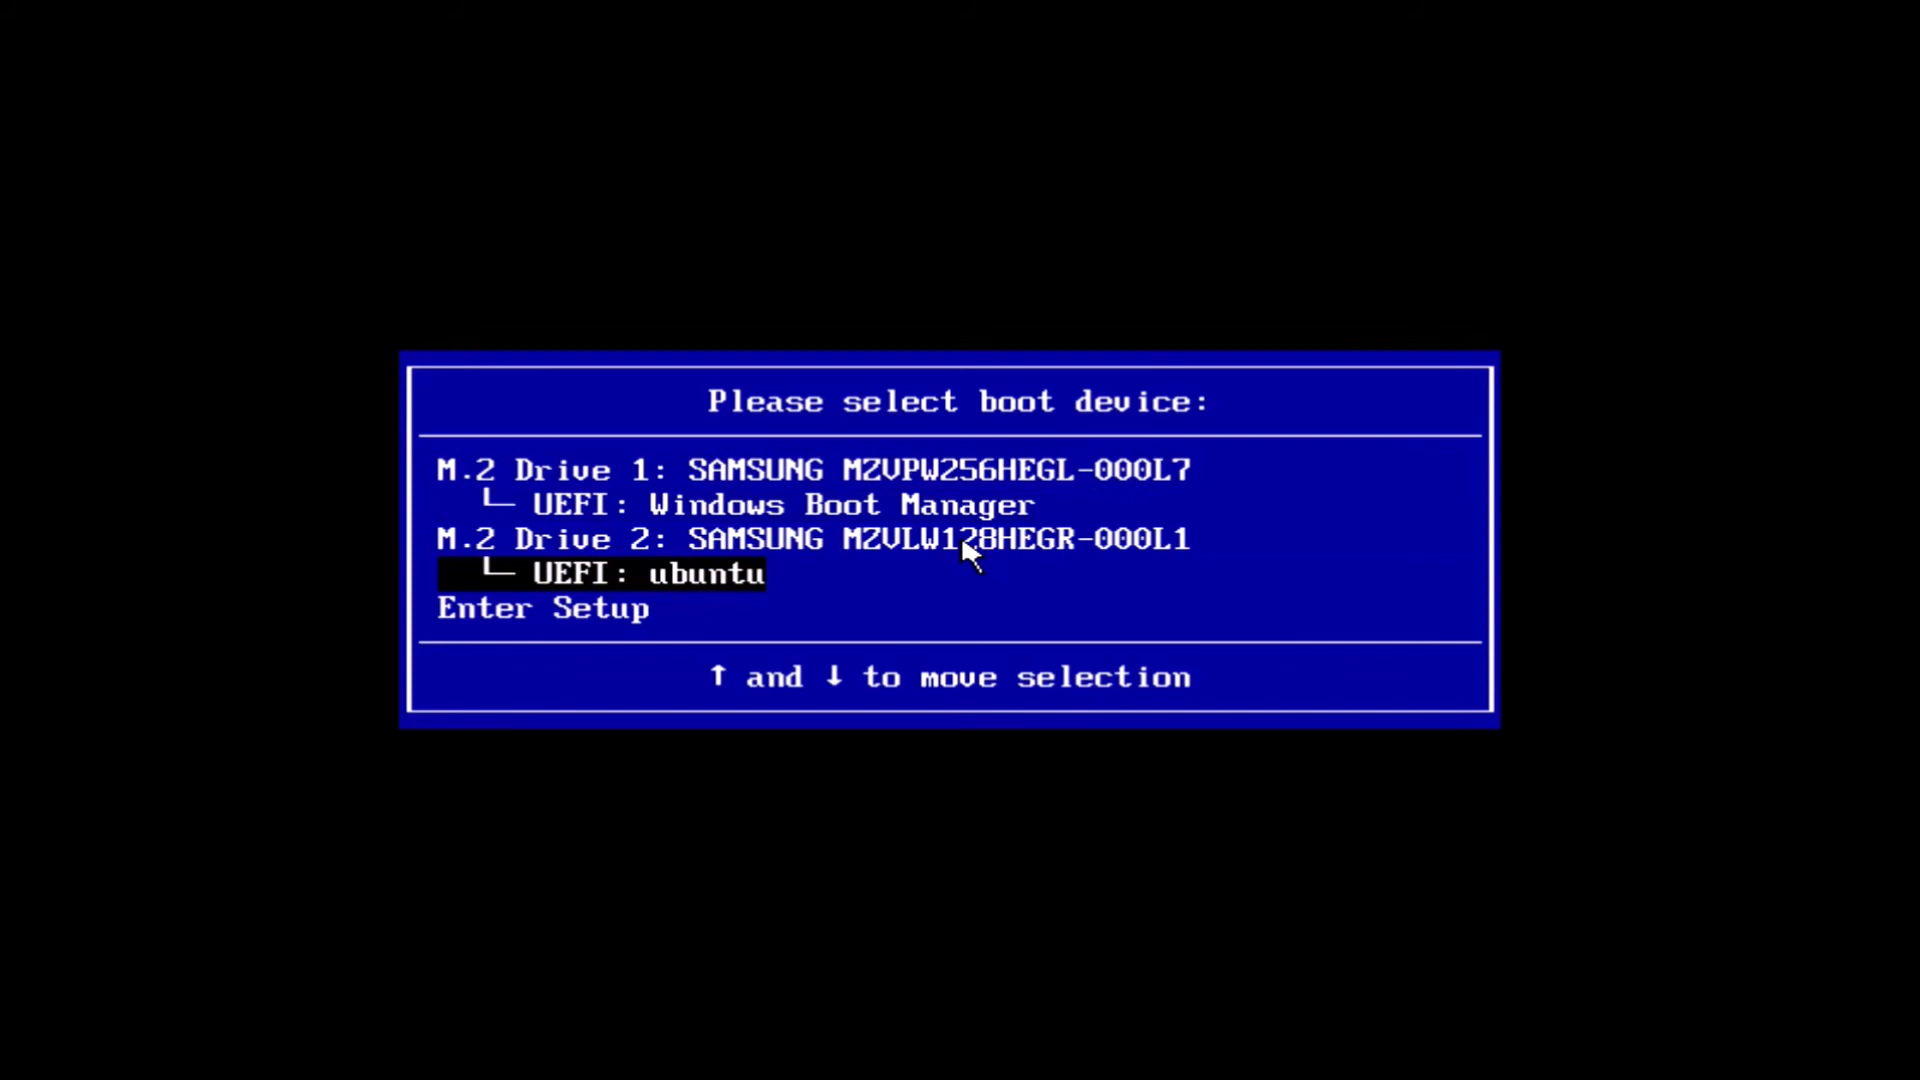 Please select boot device:
M.2 Drive 1: SAMSUNG MZVPW256HEGL-000L7
└─ UEFI: Windows Boot Manager
M.2 Drive 2: SAMSUNG MZVLW128HEGR-000L1
└─ UEFI: ubuntu
Enter Setup
↑ and ↓ to move selection